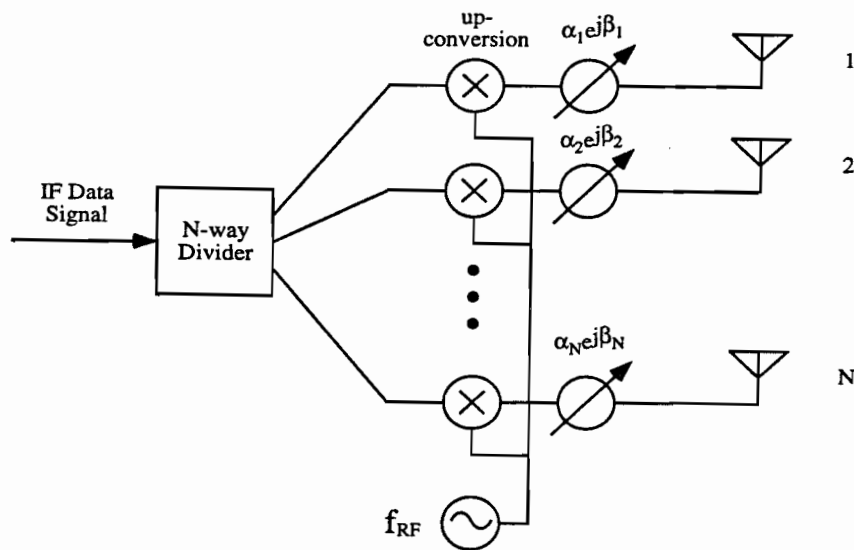 up-
conversion
α₁ejβ₁
1
α₂ejβ₂
2
IF Data
Signal
N-way
Divider
αNejβN
N
fRF